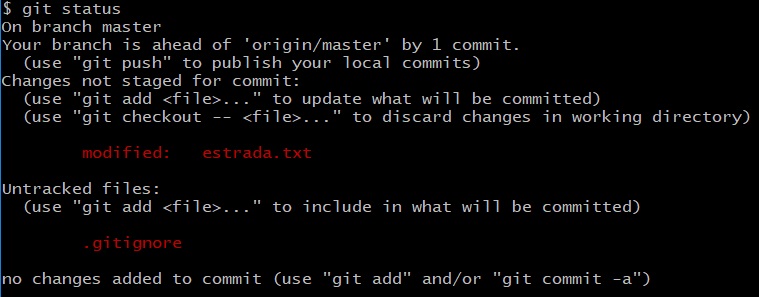 $ git status
On branch master
Your branch is ahead of 'origin/master' by 1 commit.
  (use "git push" to publish your local commits)
Changes not staged for commit:
  (use "git add <file>..." to update what will be committed)
  (use "git checkout -- <file>..." to discard changes in working directory)
        modified:   estrada.txt
Untracked files:
  (use "git add <file>..." to include in what will be committed)
        .gitignore
no changes added to commit (use "git add" and/or "git commit -a")